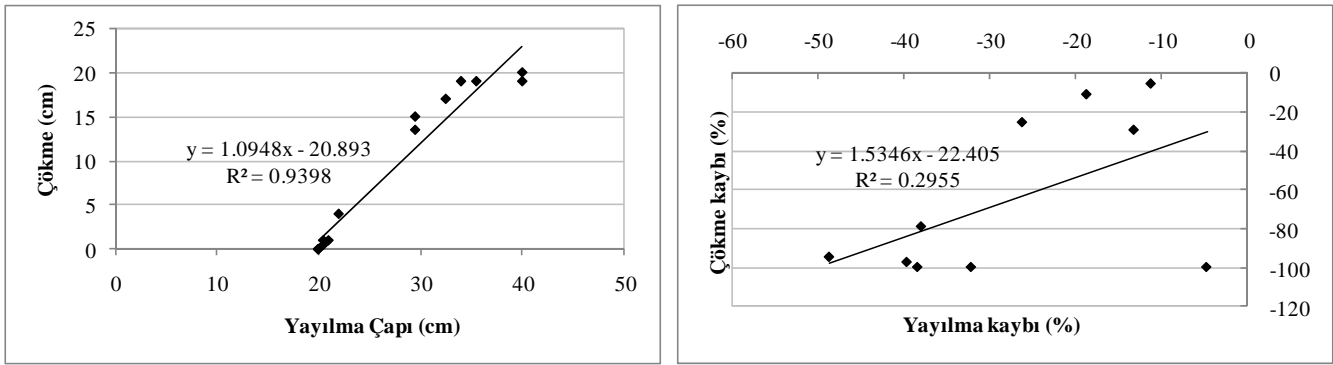 25
20
15
10
5
0
Çökme (cm)
y = 1.0948x - 20.893
R² = 0.9398
0 10 20 30 40 50
Yayılma Çapı (cm)
-60 -50 -40 -30 -20 -10 0
0
-20
-40
-60
-80
-100
-120
Çökme kaybı (%)
y = 1.5346x - 22.405
R² = 0.2955
Yayılma kaybı (%)